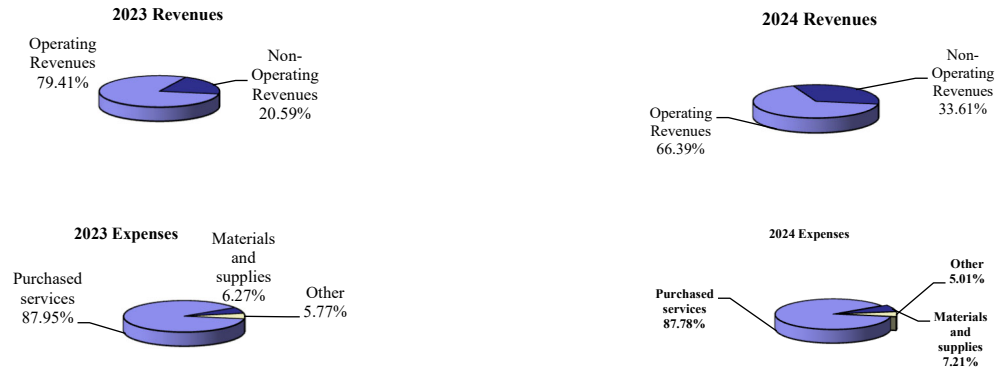 2023 Revenues
Operating
Revenues
79.41%
Non-
Operating
Revenues
20.59%
2024 Revenues
Non-
Operating
Revenues
33.61%
Operating
Revenues
66.39%
2023 Expenses
Materials
and
supplies
6.27%
Purchased
services
87.95%
Other
5.77%
2024 Expenses
Other
5.01%
Purchased
services
87.78%
Materials
and
supplies
7.21%